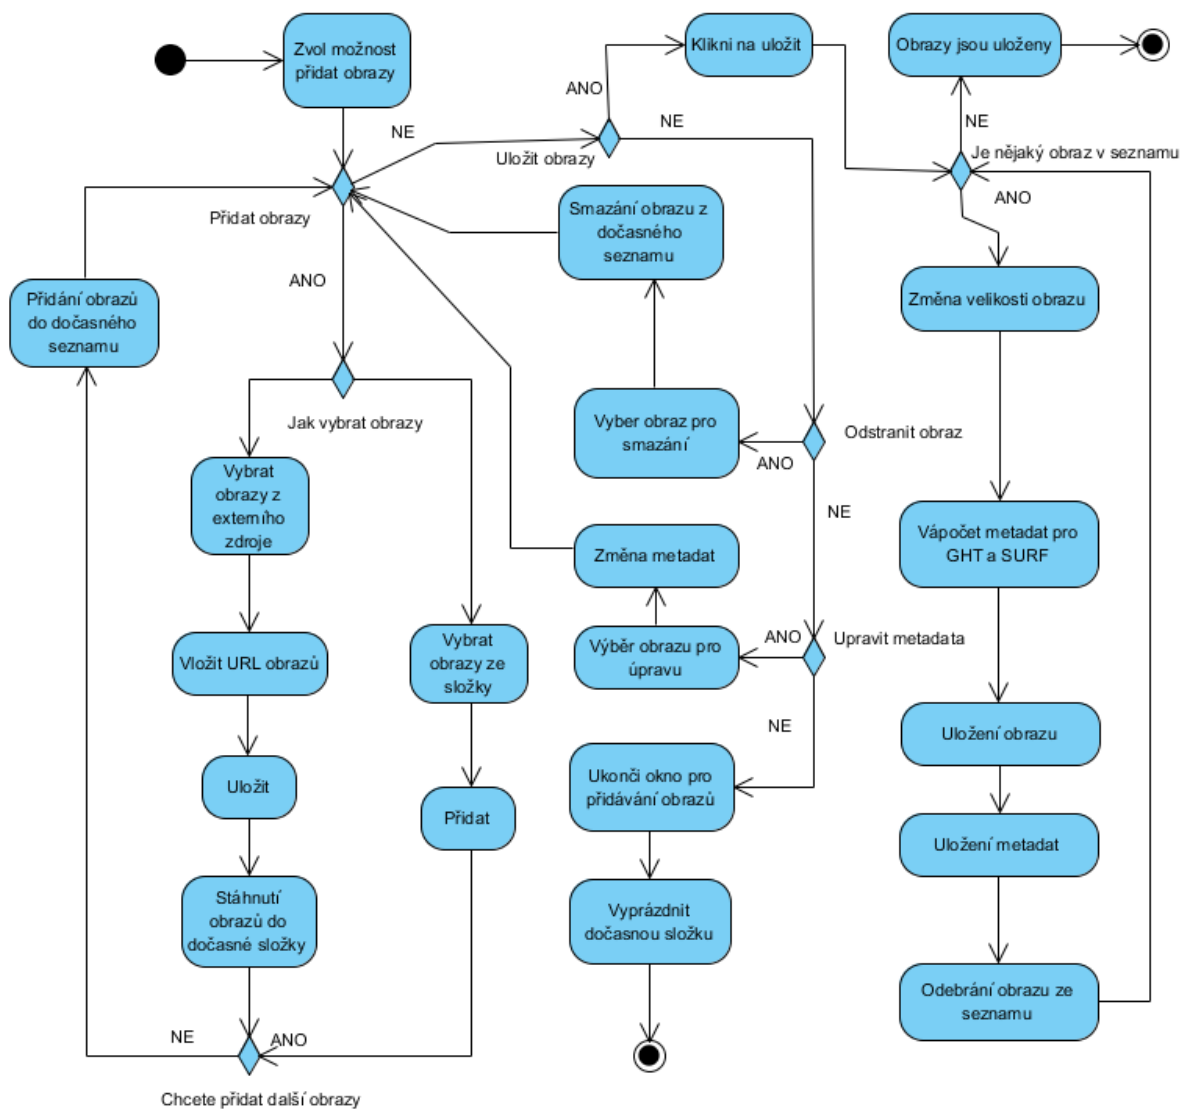 Zvol možnost
přidat obrazy
Klikni na uložit
Obrazy jsou uloženy
ANO
NE
NE
NE
Uložit obrazy
Je nějaký obraz v seznamu
ANO
Přidat obrazy
Smazání obrazu z
dočasného
seznamu
ANO
Přidání obrazů
do dočasného
seznamu
Změna velikosti obrazu
Jak vybrat obrazy
Vyber obraz pro
smazání
ANO
Odstranit obraz
Vybrat
obrazy z
externího
zdroje
NE
Vápočet metadat pro
GHT a SURF
Změna metadat
Vložit URL obrazů
Vybrat
obrazy ze
složky
Výběr obrazu pro
úpravu
ANO
Upravit metadata
NE
Uložení obrazu
Uložit
Přidat
Ukonči okno pro
přidávání obrazů
Uložení metadat
Stáhnutí
obrazů do
dočasné složky
Vyprázdnit
dočasnou složku
Odebrání obrazu ze
seznamu
NE
ANO
Chcete přidat další obrazy